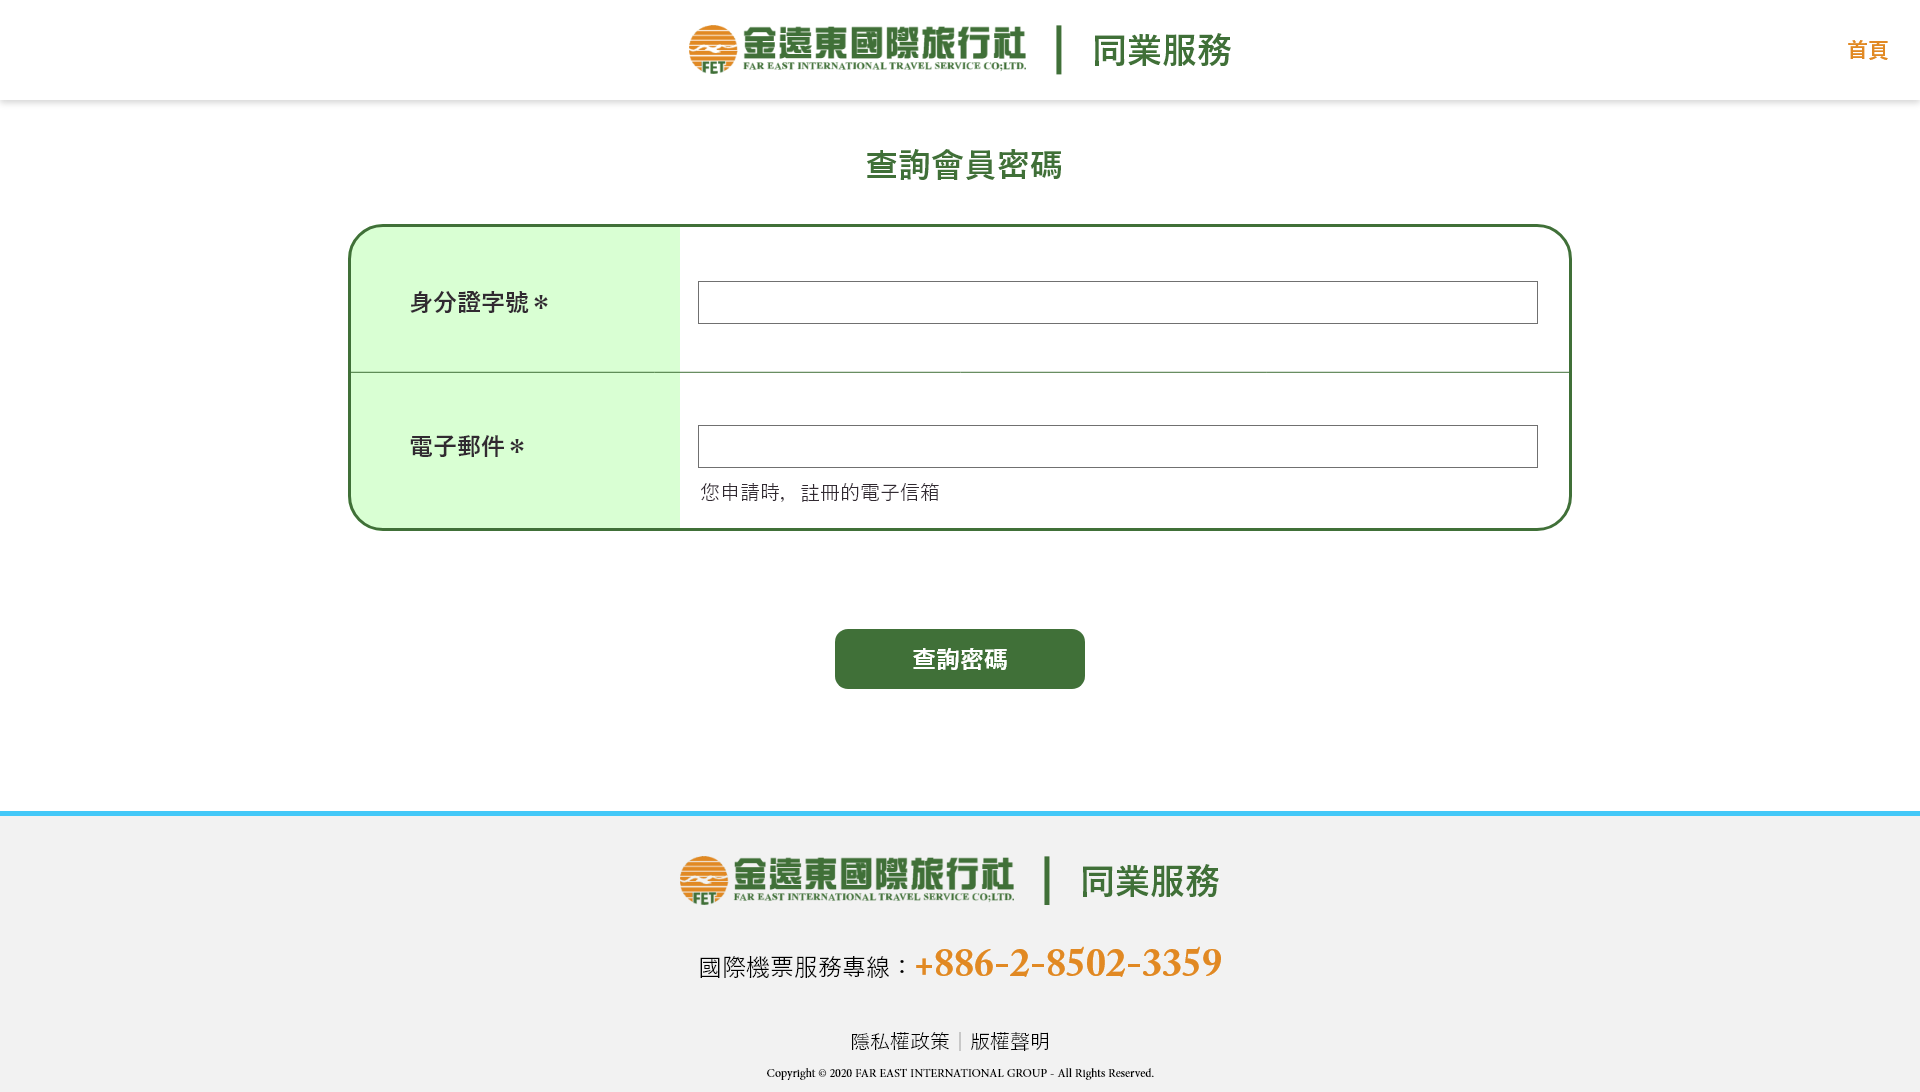 金遠東國際旅行社 同業服務
FET FAR EAST INTERNATIONAL TRAVEL SERVICE CO;LTD.
首頁
查詢會員密碼
身分證字號＊
電子郵件＊
您申請時，註冊的電子信箱
查詢密碼
金遠東國際旅行社 同業服務
FET FAR EAST INTERNATIONAL TRAVEL SERVICE CO;LTD.
國際機票服務專線：+886-2-8502-3359
隱私權政策｜版權聲明
Copyright © 2020 FAR EAST INTERNATIONAL GROUP - All Rights Reserved.